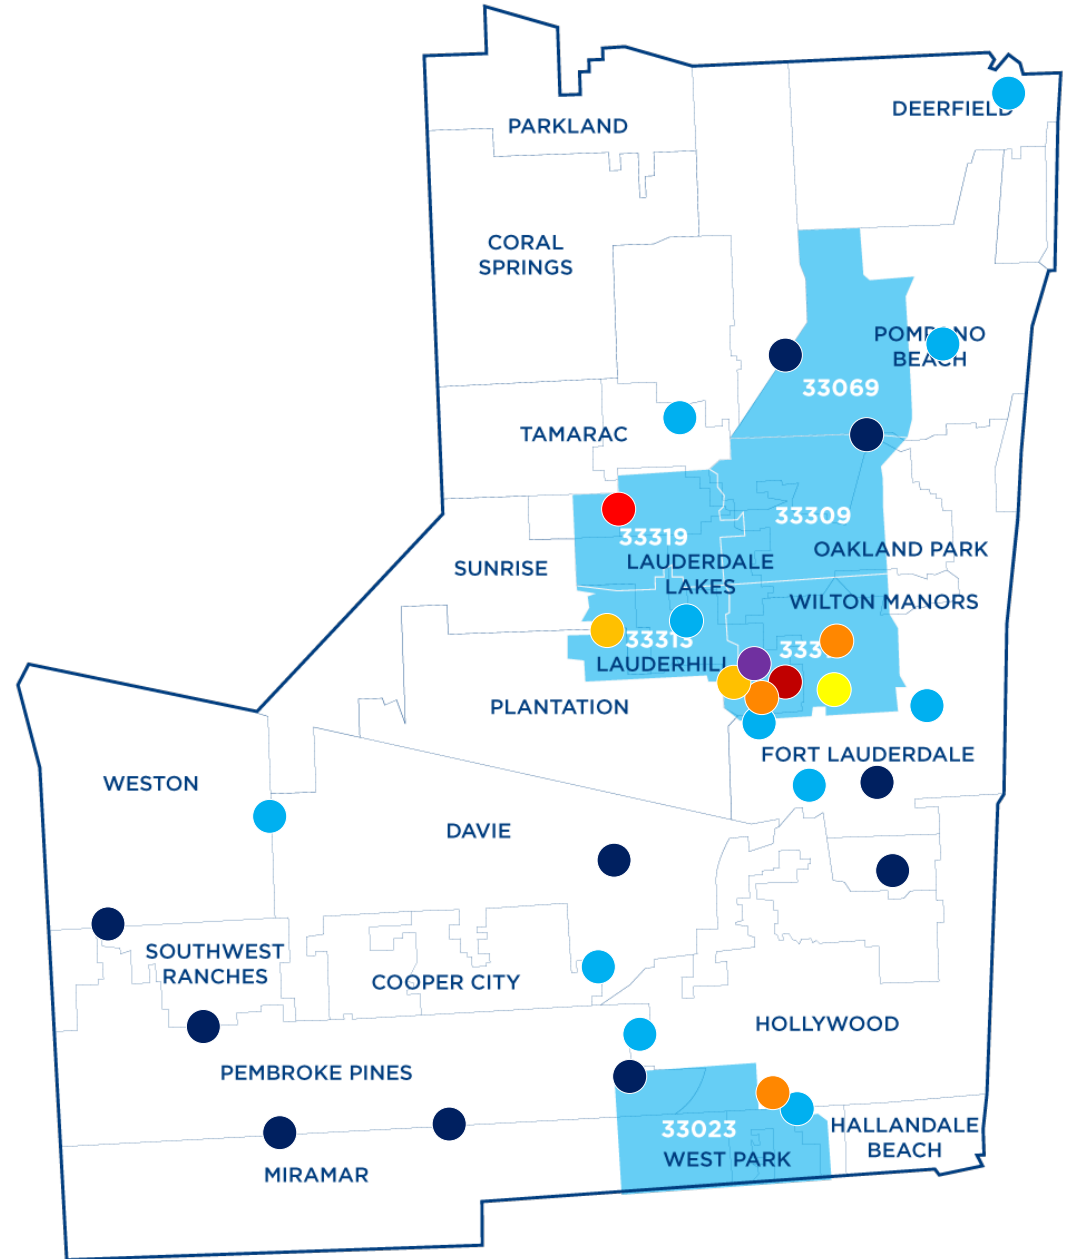 DEERFIELD
PARKLAND
CORAL
SPRINGS
BEACH
33069
TAMARAC
33309
33319
OAKLAND PARK
LAUDERDALE
LAKES
SUNRISE
WILTON MANORS
LAUDERHILL
PLANTATION
FORT LAUDERDALE
WESTON
DAVIE
SOUTHWEST
RANCHES
COOPER CITY
HOLLYWOOD
PEMBROKE PINES
33023
HALLANDALE
BEACH
WEST PARK
MIRAMAR